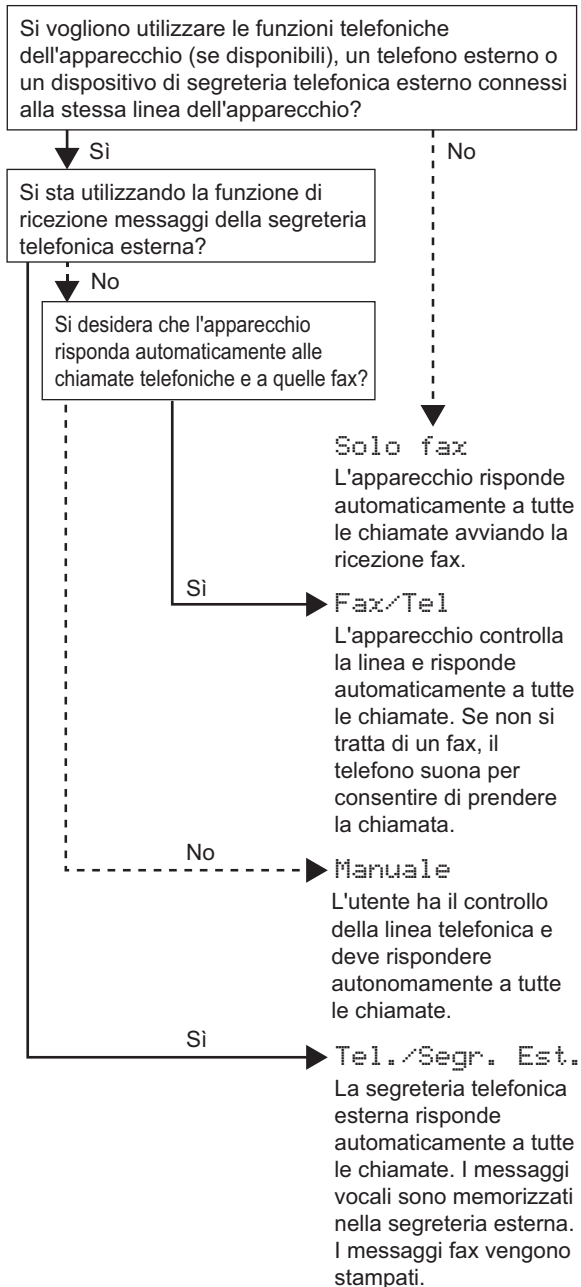 Si vogliono utilizzare le funzioni telefoniche
dell'apparecchio (se disponibili), un telefono esterno o
un dispositivo di segreteria telefonica esterno connessi
alla stessa linea dell'apparecchio?
Sì
No
Si sta utilizzando la funzione di
ricezione messaggi della segreteria
telefonica esterna?
No
Si desidera che l'apparecchio
risponda automaticamente alle
chiamate telefoniche e a quelle fax?
Solo fax
L'apparecchio risponde
automaticamente a tutte
le chiamate avviando la
ricezione fax.
Sì
Fax/Tel
L'apparecchio controlla
la linea e risponde
automaticamente a tutte
le chiamate. Se non si
tratta di un fax, il
telefono suona per
consentire di prendere
la chiamata.
No
Manuale
L'utente ha il controllo
della linea telefonica e
deve rispondere
autonomamente a tutte
le chiamate.
Sì
Tel./Segr. Est.
La segreteria telefonica
esterna risponde
automaticamente a tutte
le chiamate. I messaggi
vocali sono memorizzati
nella segreteria esterna.
I messaggi fax vengono
stampati.